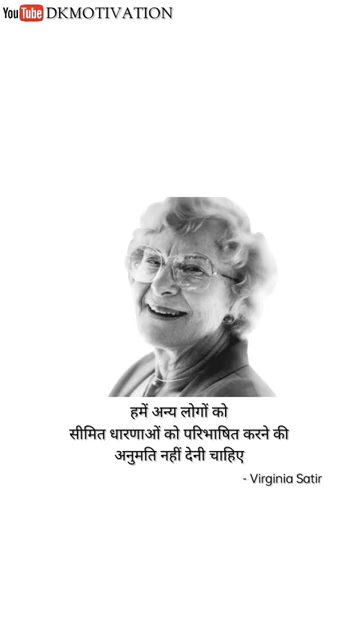 YouTube DKMOTIVATION
हमें अन्य लोगों को
सीमित धारणाओं को परिभाषित करने की
अनुमति नहीं देनी चाहिए
- Virginia Satir